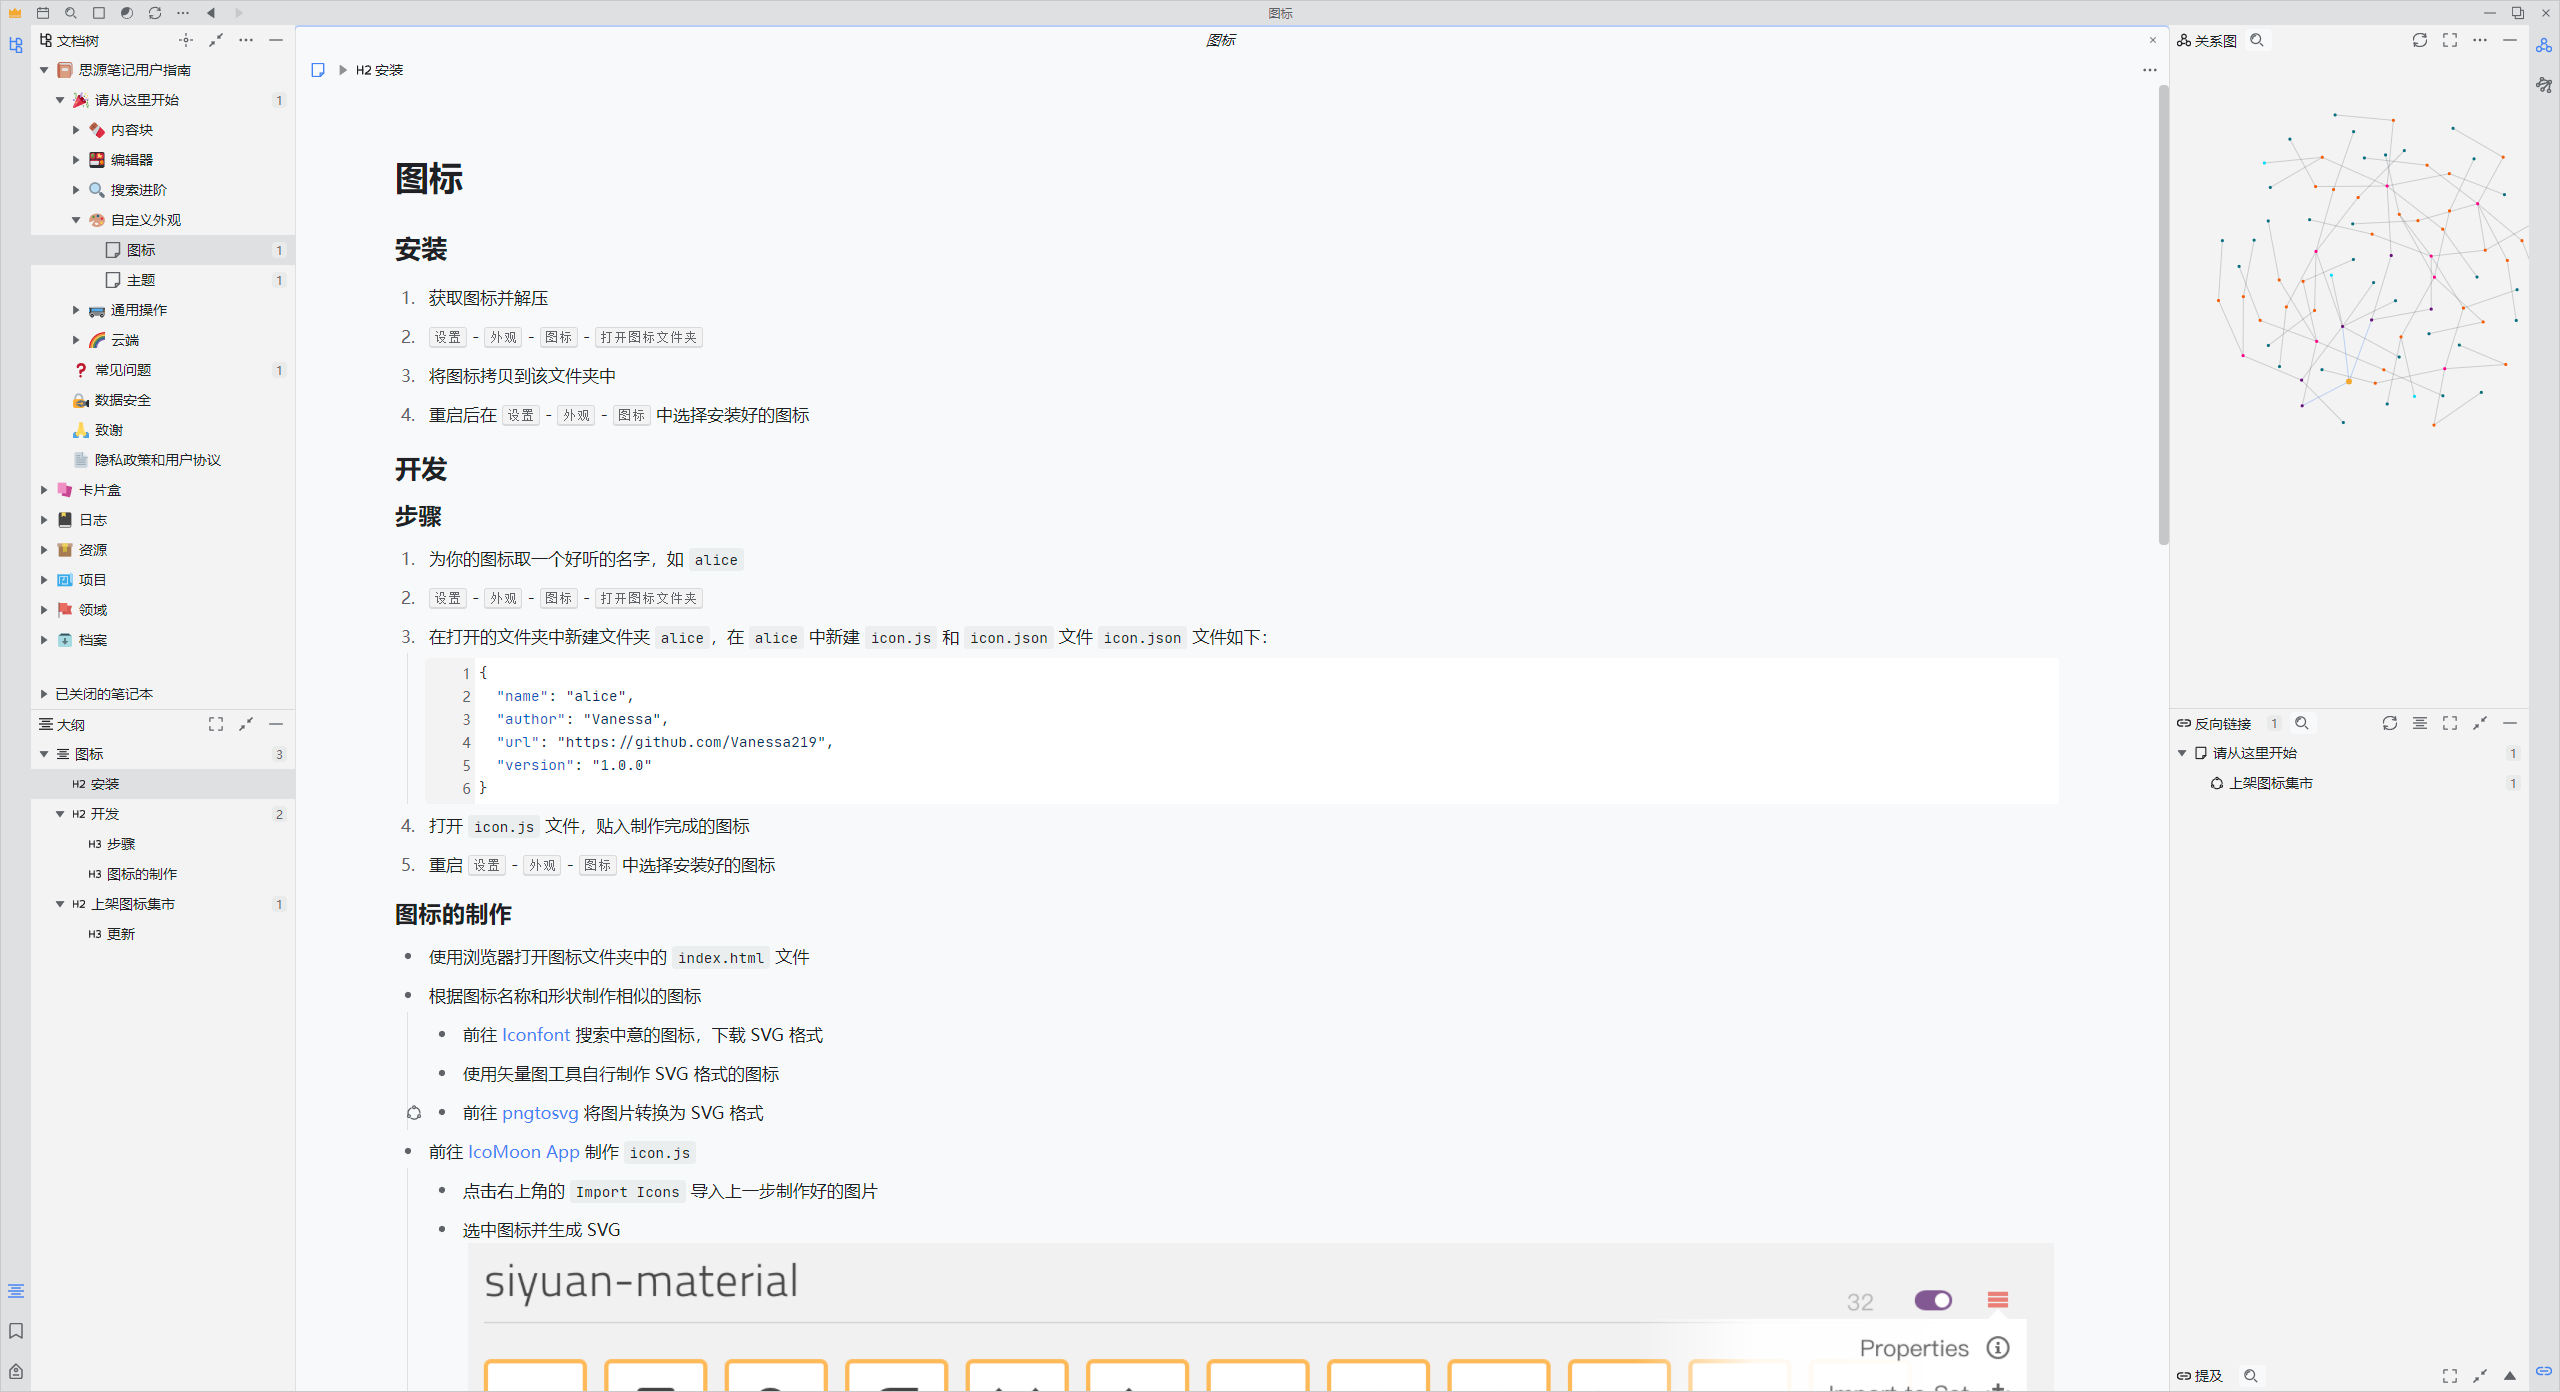 图标
文档树
思源笔记用户指南
请从这里开始 1
内容块
编辑器
搜索进阶
自定义外观
图标 1
主题 1
通用操作
云端
常见问题 1
数据安全
致谢
隐私政策和用户协议
卡片盒
日志
资源
项目
领域
档案
已关闭的笔记本
大纲
图标 3
H2 安装
H2 开发 2
H3 步骤
H3 图标的制作
H2 上架图标集市 1
H3 更新
图标
H2 安装
图标
安装
1. 获取图标并解压
2. 设置 - 外观 - 图标 - 打开图标文件夹
3. 将图标拷贝到该文件夹中
4. 重启后在 设置 - 外观 - 图标 中选择安装好的图标
开发
步骤
1. 为你的图标取一个好听的名字，如 alice
2. 设置 - 外观 - 图标 - 打开图标文件夹
3. 在打开的文件夹中新建文件夹 alice，在 alice 中新建 icon.js 和 icon.json 文件 icon.json 文件如下：
1 {
2 "name": "alice",
3 "author": "Vanessa",
4 "url": "https://github.com/Vanessa219",
5 "version": "1.0.0"
6 }
4. 打开 icon.js 文件，贴入制作完成的图标
5. 重启 设置 - 外观 - 图标 中选择安装好的图标
图标的制作
• 使用浏览器打开图标文件夹中的 index.html 文件
• 根据图标名称和形状制作相似的图标
• 前往 Iconfont 搜索中意的图标，下载 SVG 格式
• 使用矢量图工具自行制作 SVG 格式的图标
• 前往 pngtosvg 将图片转换为 SVG 格式
• 前往 IcoMoon App 制作 icon.js
• 点击右上角的 Import Icons 导入上一步制作好的图片
• 选中图标并生成 SVG
siyuan-material
32
Properties
Import to Set
关系图
反向链接 1
请从这里开始 1
上架图标集市 1
提及